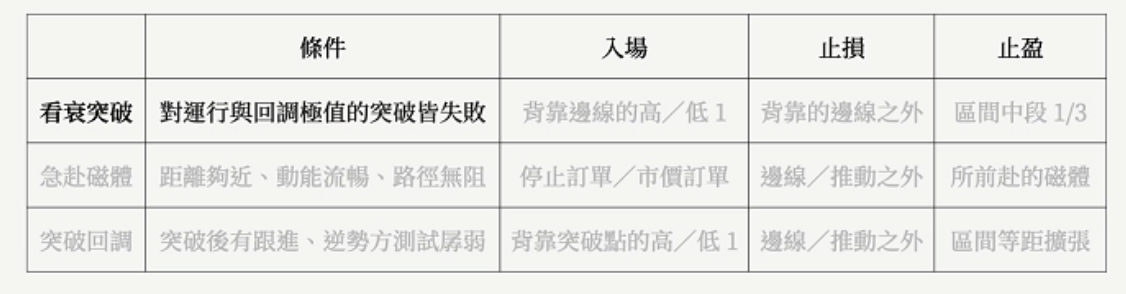 條件 入場 止損 止盈
看衰突破 對運行與回調極值的突破皆失敗 背靠邊線的高／低 1 背靠的邊線之外 區間中段 1/3
急赴磁體 距離夠近、動能流暢、路徑無阻 停止訂單／市價訂單 邊線／推動之外 所前赴的磁體
突破回調 突破後有跟進、逆勢方測試孱弱 背靠突破點的高／低 1 邊線／推動之外 區間等距擴張